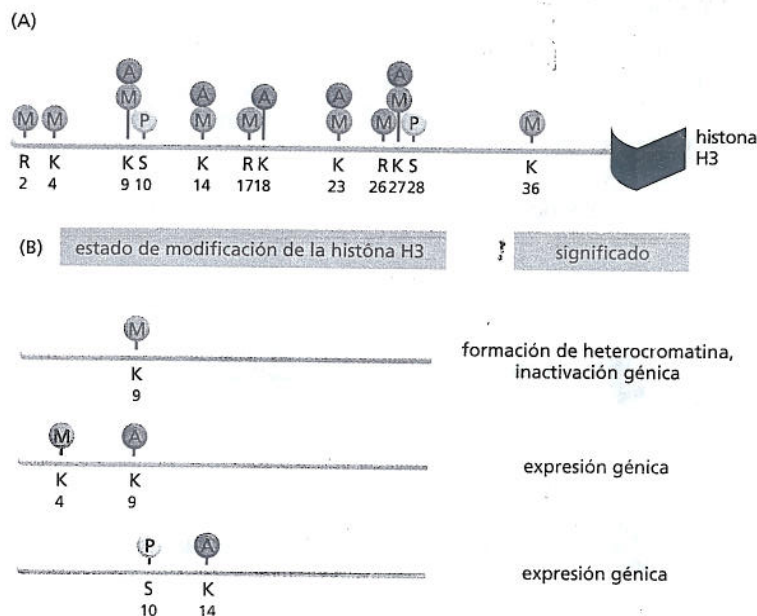 (A)
A A A A
M M M P M M A M M M P M
R K K S K R K K R K S K
2 4 9 10 14 17 18 23 26 27 28 36
histona
H3
(B) estado de modificación de la históna H3 significado
M
K
9
formación de heterocromatina,
inactivación génica
M A
K K
4 9
expresión génica
P A
S K
10 14
expresión génica